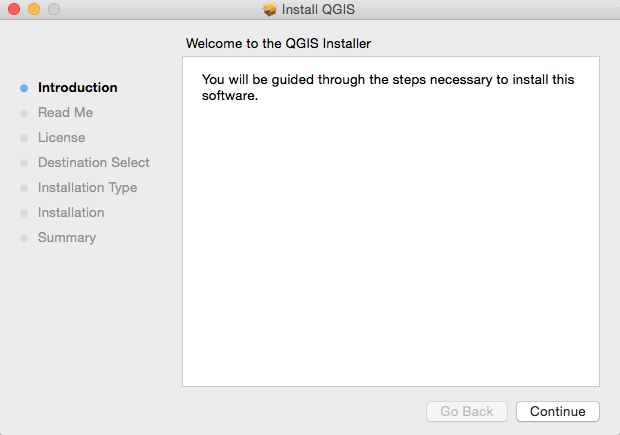 Install QGIS
Welcome to the QGIS Installer
Introduction
Read Me
License
Destination Select
Installation Type
Installation
Summary
You will be guided through the steps necessary to install this
software.
Go Back
Continue